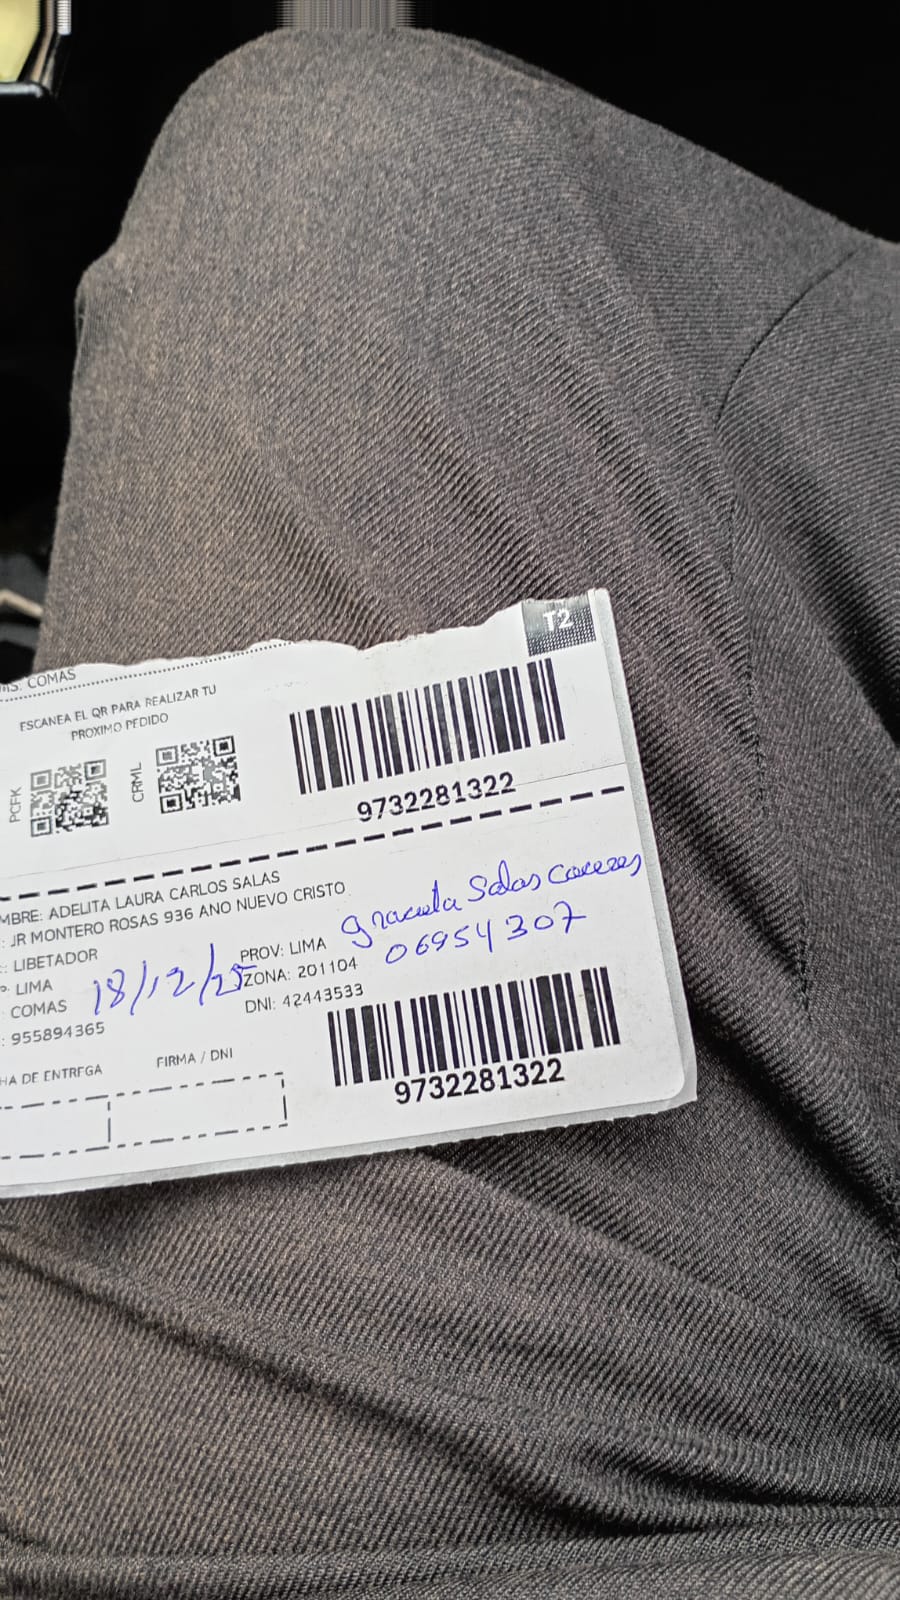 MS: COMAS
T2
ESCANEA EL QR PARA REALIZAR TU
PROXIMO PEDIDO
PCFK
CRML
9732281322
MBRE: ADELITA LAURA CARLOS SALAS
: JR MONTERO ROSAS 936 ANO NUEVO CRISTO
: LIBETADOR
: LIMA
PROV: LIMA
Salas
COMAS
18/12/25
ZONA: 201104
06954307
: 955894365
DNI: 42443533
HA DE ENTREGA
FIRMA / DNI
9732281322